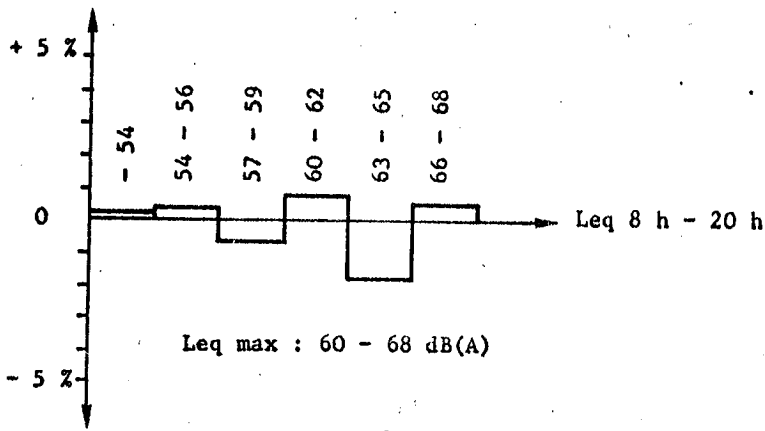 + 5 %
- 54
54 - 56
57 - 59
60 - 62
63 - 65
66 - 68
0
Leq 8 h - 20 h
Leq max : 60 - 68 dB(A)
- 5 %